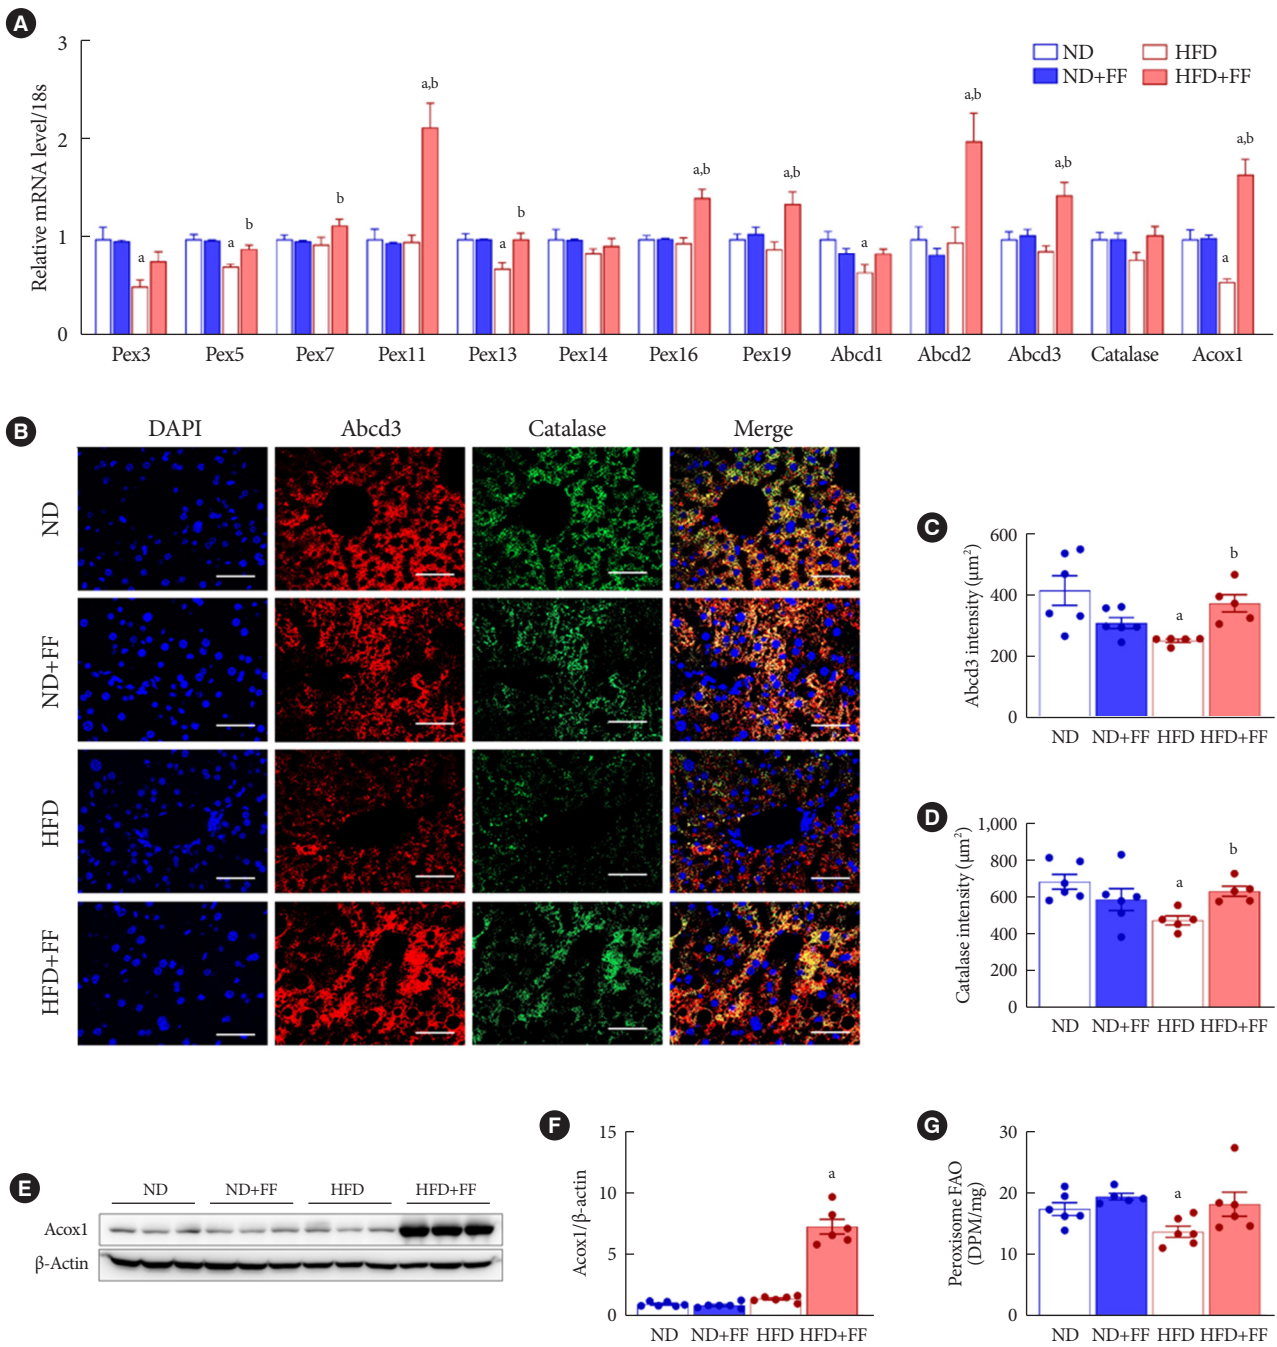 A
3
2
1
0
Relative mRNA level/18s
ND
HFD
ND+FF
HFD+FF
a
a
b
b
a,b
a
b
a,b
a,b
a
a,b
a,b
a
a,b
Pex3 Pex5 Pex7 Pex11 Pex13 Pex14 Pex16 Pex19 Abcd1 Abcd2 Abcd3 Catalase Acox1
B
DAPI Abcd3 Catalase Merge
ND
ND+FF
HFD
HFD+FF
C
Abcd3 intensity (μm²)
600
400
200
0
a
b
ND ND+FF HFD HFD+FF
D
Catalase intensity (μm²)
1,000
800
600
400
200
0
a
b
ND ND+FF HFD HFD+FF
E
ND ND+FF HFD HFD+FF
Acox1
β-Actin
F
Acox1/β-actin
15
10
5
0
a
ND ND+FF HFD HFD+FF
G
Peroxisome FAO
(DPM/mg)
30
20
10
0
a
ND ND+FF HFD HFD+FF